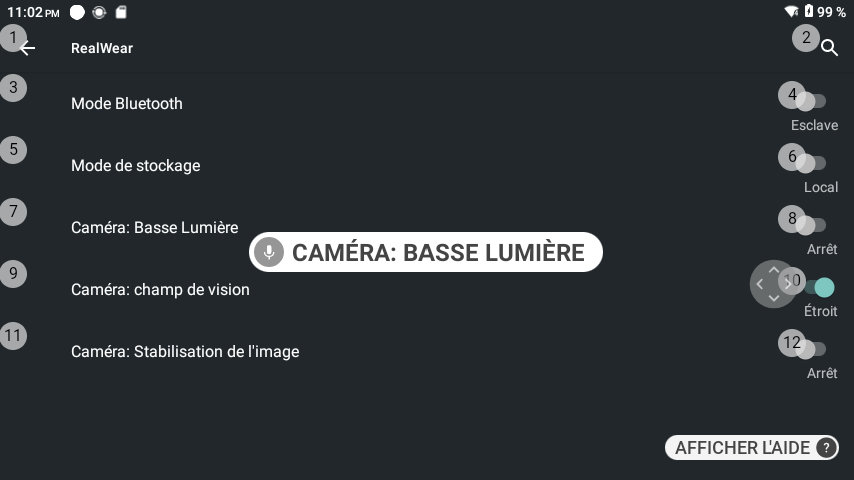 11:02 PM 99 %
1 RealWear 2
3 Mode Bluetooth 4
Esclave
5 Mode de stockage 6
Local
7 Caméra: Basse Lumière 8
Arrêt
CAMÉRA: BASSE LUMIÈRE
9 Caméra: champ de vision 10
Étroit
11 Caméra: Stabilisation de l'image 12
Arrêt
AFFICHER L'AIDE ?